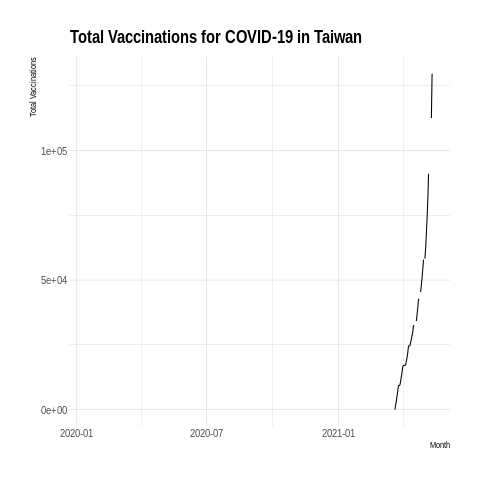 Total Vaccinations for COVID-19 in Taiwan
Total Vaccinations
1e+05
5e+04
0e+00
2020-01 2020-07 2021-01
Month